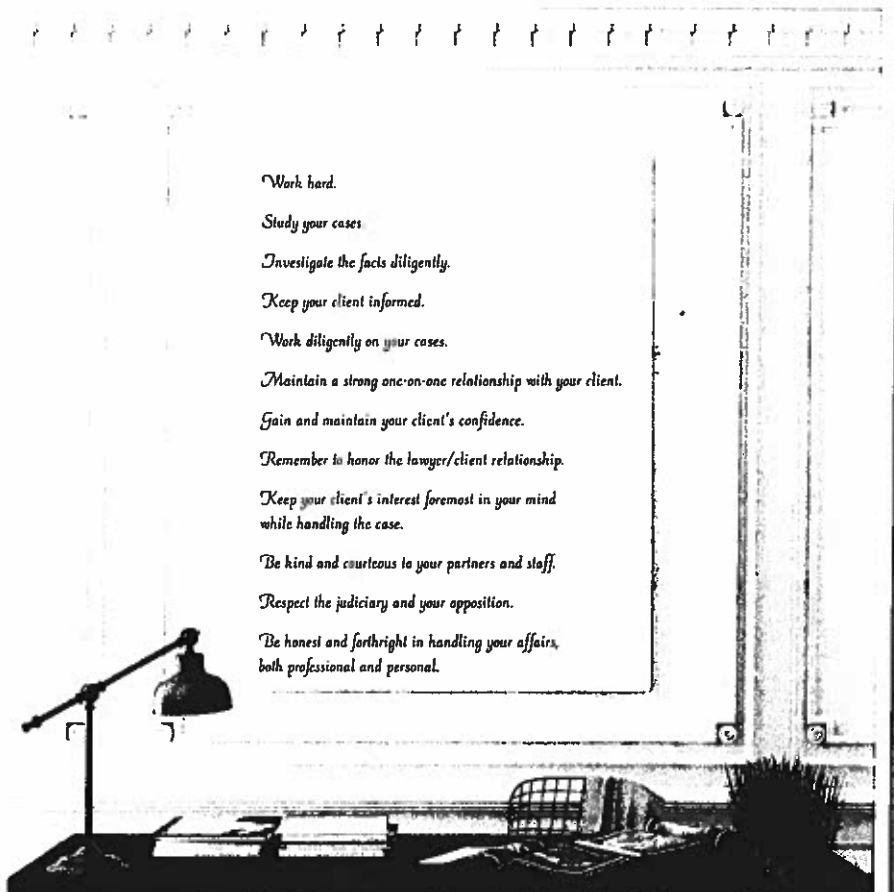 Work hard.
Study your cases
Investigate the facts diligently.
Keep your client informed.
Work diligently on your cases.
Maintain a strong one-on-one relationship with your client.
Gain and maintain your client's confidence.
Remember to honor the lawyer/client relationship.
Keep your client's interest foremost in your mind
while handling the case.
Be kind and courteous to your partners and staff.
Respect the judiciary and your opposition.
Be honest and forthright in handling your affairs,
both professional and personal.